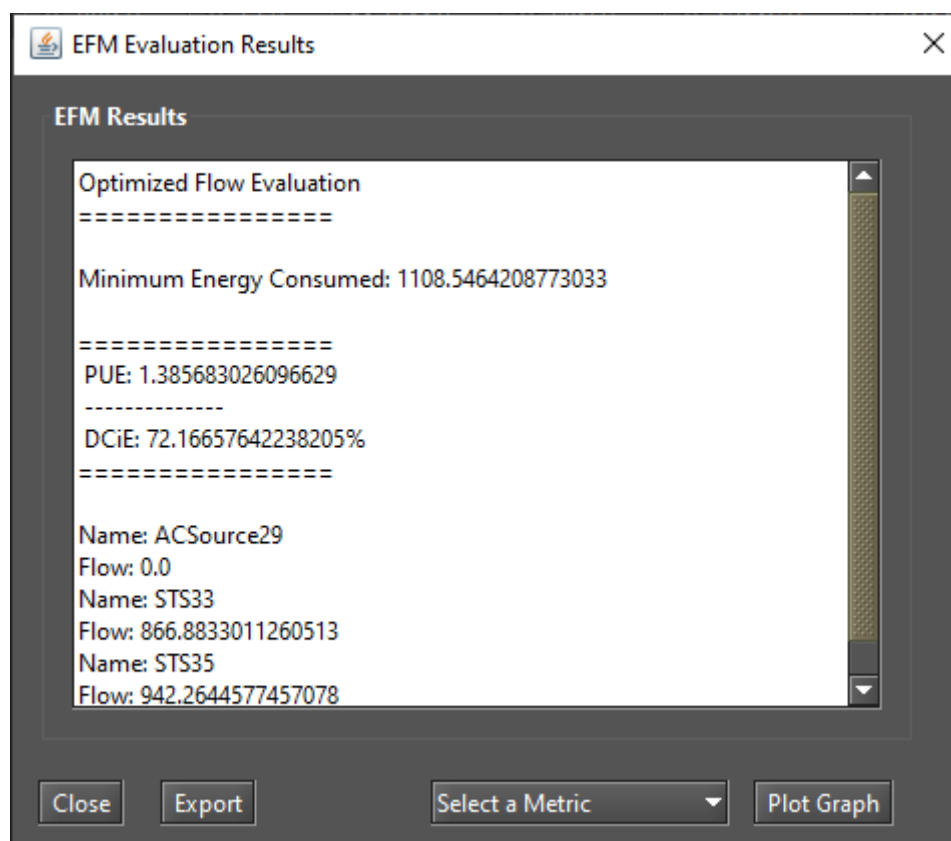 EFM Evaluation Results
EFM Results
Optimized Flow Evaluation
================
Minimum Energy Consumed: 1108.5464208773033
================
PUE: 1.385683026096629
--------------
DCiE: 72.16657642238205%
================
Name: ACSource29
Flow: 0.0
Name: STS33
Flow: 866.8833011260513
Name: STS35
Flow: 942.2644577457078
Close Export Select a Metric Plot Graph